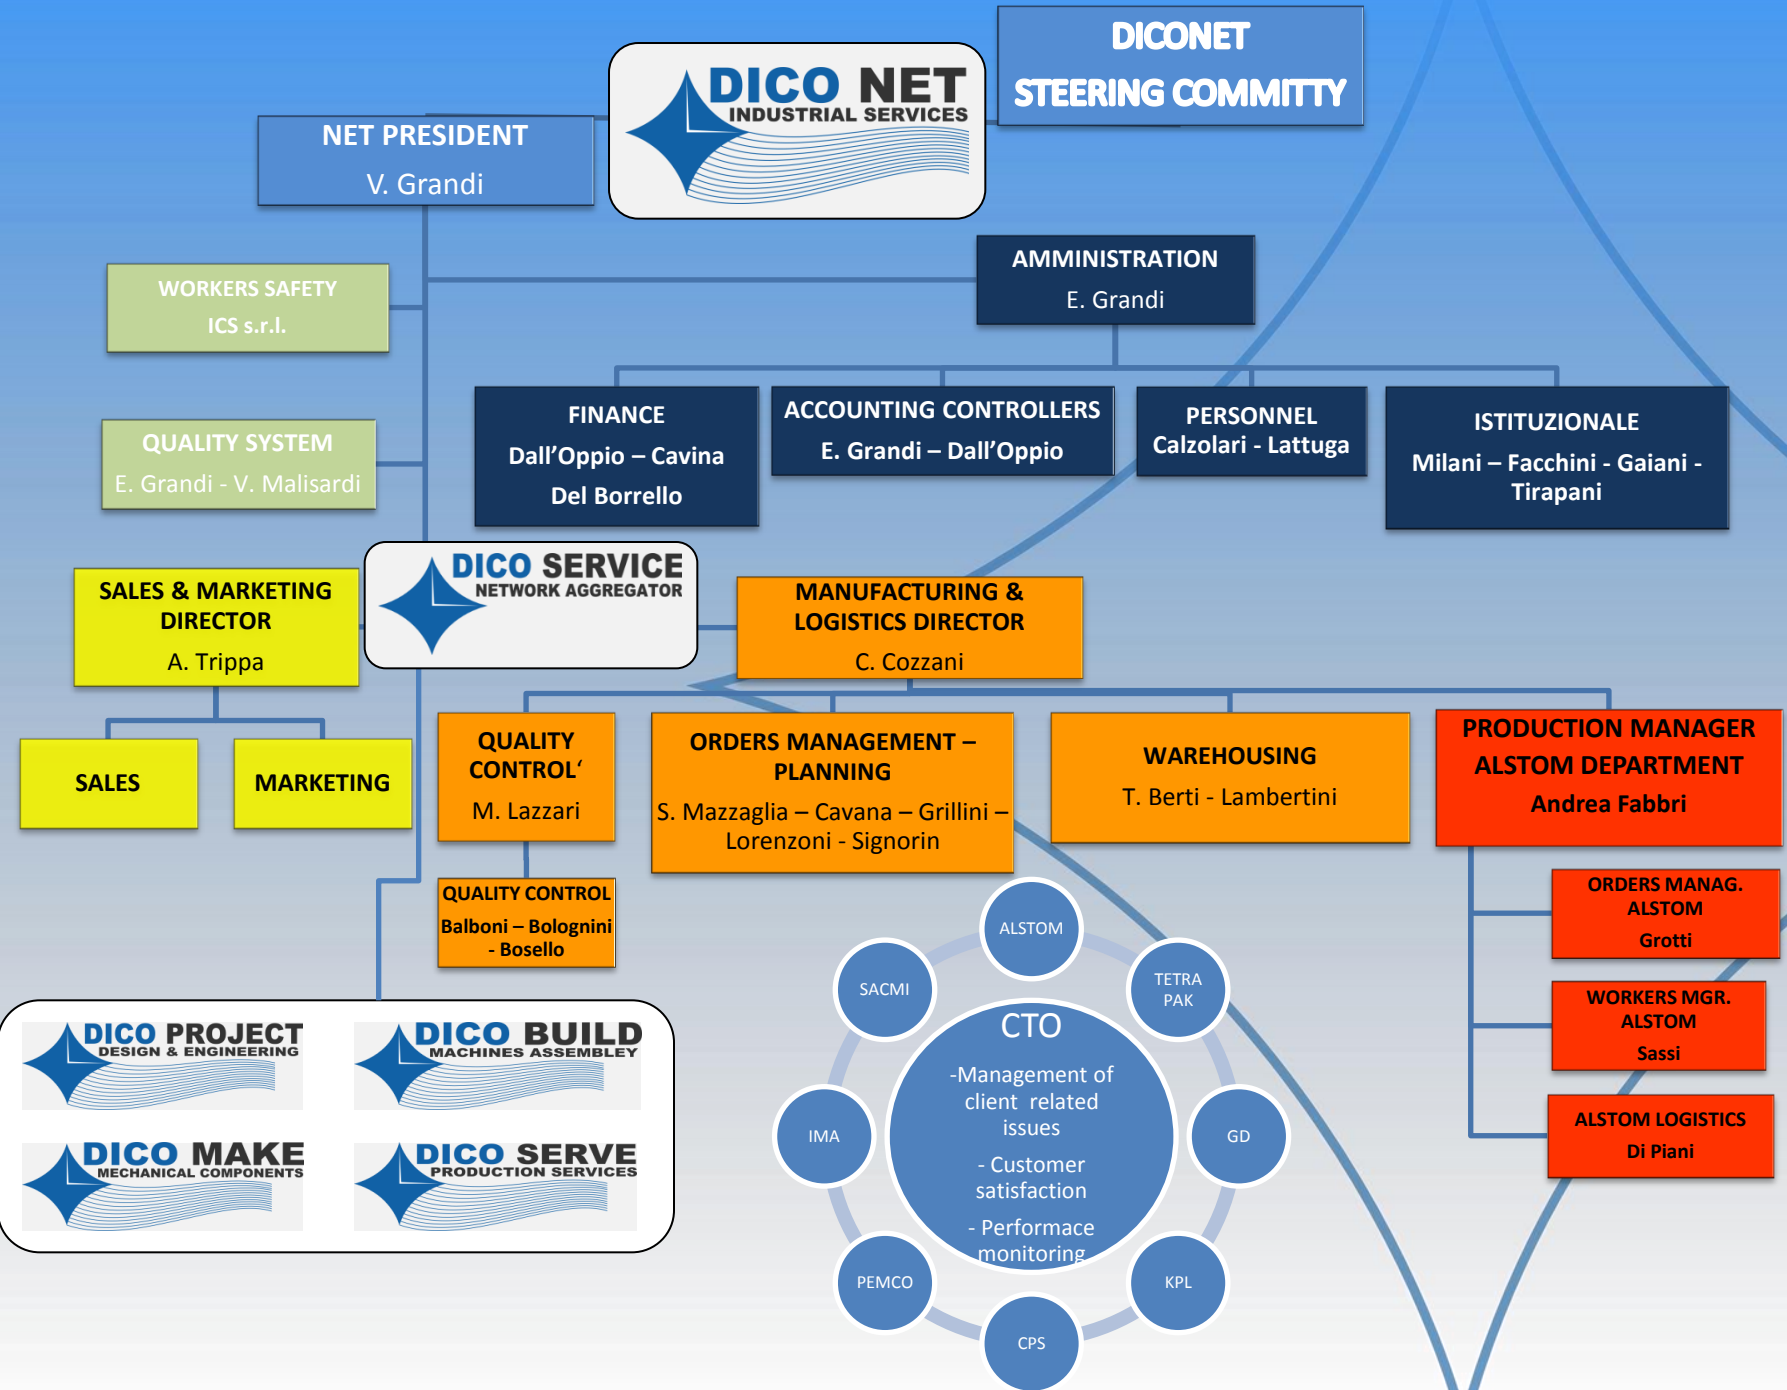 DICONET
STEERING COMMITTY
DICO NET
INDUSTRIAL SERVICES
NET PRESIDENT
V. Grandi
AMMINISTRATION
E. Grandi
WORKERS SAFETY
ICS s.r.l.
FINANCE
Dall'Oppio – Cavina
Del Borrello
ACCOUNTING CONTROLLERS
E. Grandi – Dall'Oppio
PERSONNEL
Calzolari - Lattuga
ISTITUZIONALE
Milani – Facchini - Gaiani -
Tirapani
QUALITY SYSTEM
E. Grandi - V. Malisardi
DICO SERVICE
NETWORK AGGREGATOR
SALES & MARKETING
DIRECTOR
A. Trippa
MANUFACTURING &
LOGISTICS DIRECTOR
C. Cozzani
SALES
MARKETING
QUALITY
CONTROL‘
M. Lazzari
ORDERS MANAGEMENT –
PLANNING
S. Mazzaglia – Cavana – Grillini –
Lorenzoni - Signorin
WAREHOUSING
T. Berti - Lambertini
PRODUCTION MANAGER
ALSTOM DEPARTMENT
Andrea Fabbri
QUALITY CONTROL
Balboni – Bolognini
- Bosello
ORDERS MANAG.
ALSTOM
Grotti
WORKERS MGR.
ALSTOM
Sassi
ALSTOM LOGISTICS
Di Piani
DICO PROJECT
DESIGN & ENGINEERING
DICO BUILD
MACHINES ASSEMBLEY
DICO MAKE
MECHANICAL COMPONENTS
DICO SERVE
PRODUCTION SERVICES
ALSTOM
TETRA
PAK
GD
KPL
CPS
PEMCO
IMA
SACMI
CTO
-Management of
client related
issues
- Customer
satisfaction
- Performace
monitoring